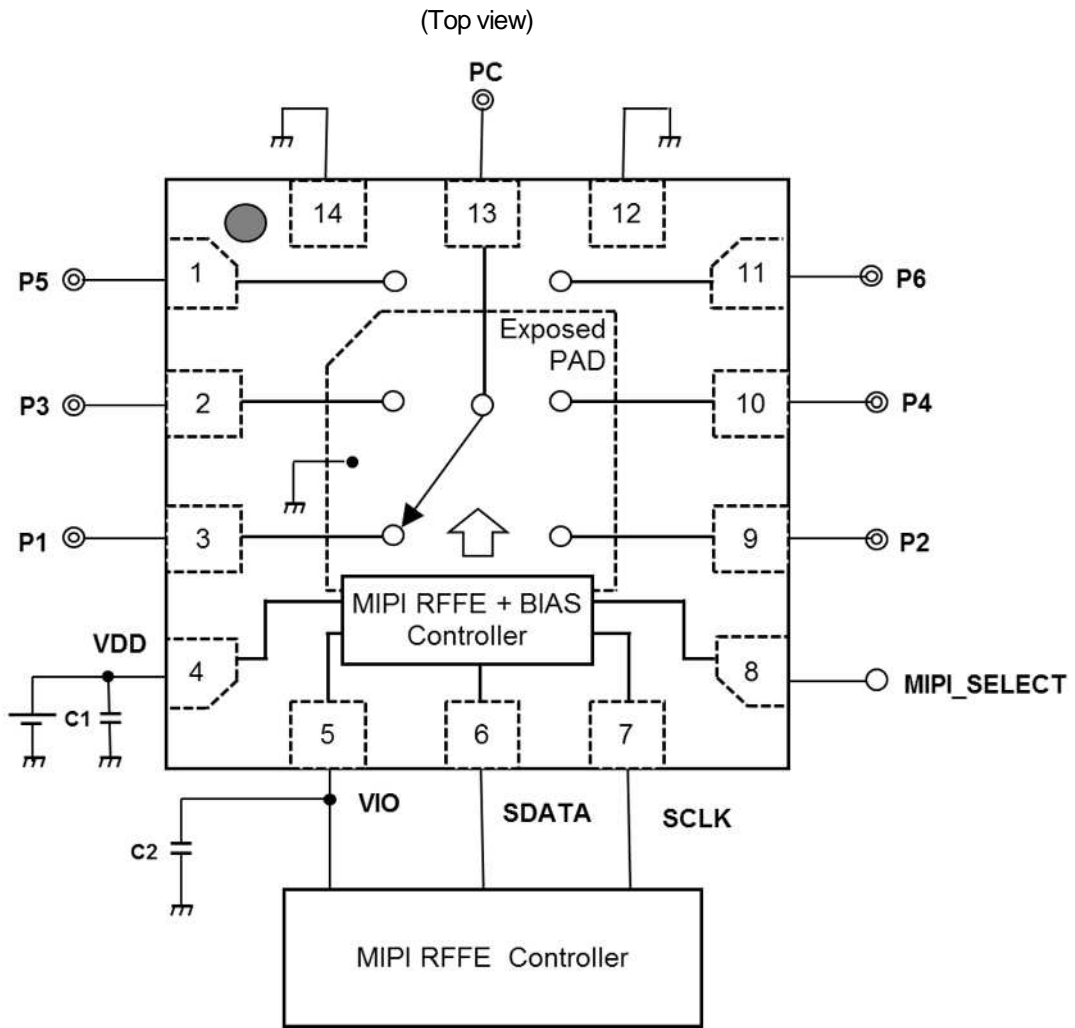 (Top view)
PC
14
13
12
P5
1
11
P6
Exposed
PAD
P3
2
10
P4
P1
3
9
P2
MIPI RFFE + BIAS
Controller
VDD
4
8
MIPI_SELECT
C1
5
6
7
VIO
SDATA
SCLK
C2
MIPI RFFE Controller